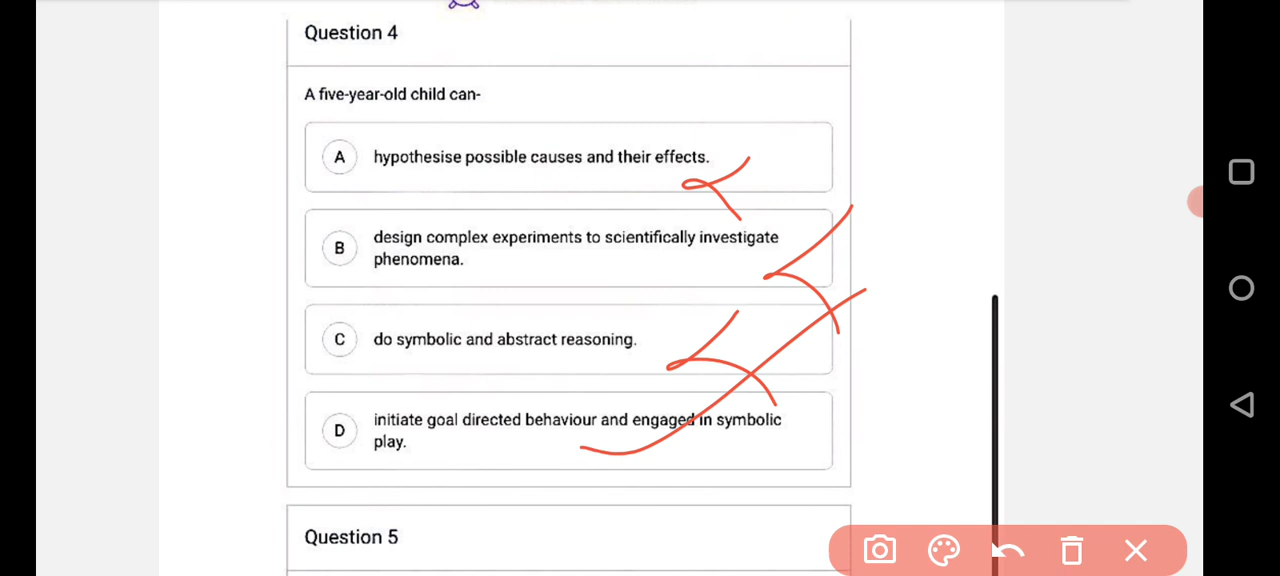 Question 4
A five-year-old child can-
A hypothesise possible causes and their effects.
B design complex experiments to scientifically investigate
phenomena.
C do symbolic and abstract reasoning.
D initiate goal directed behaviour and engaged in symbolic
play.
Question 5